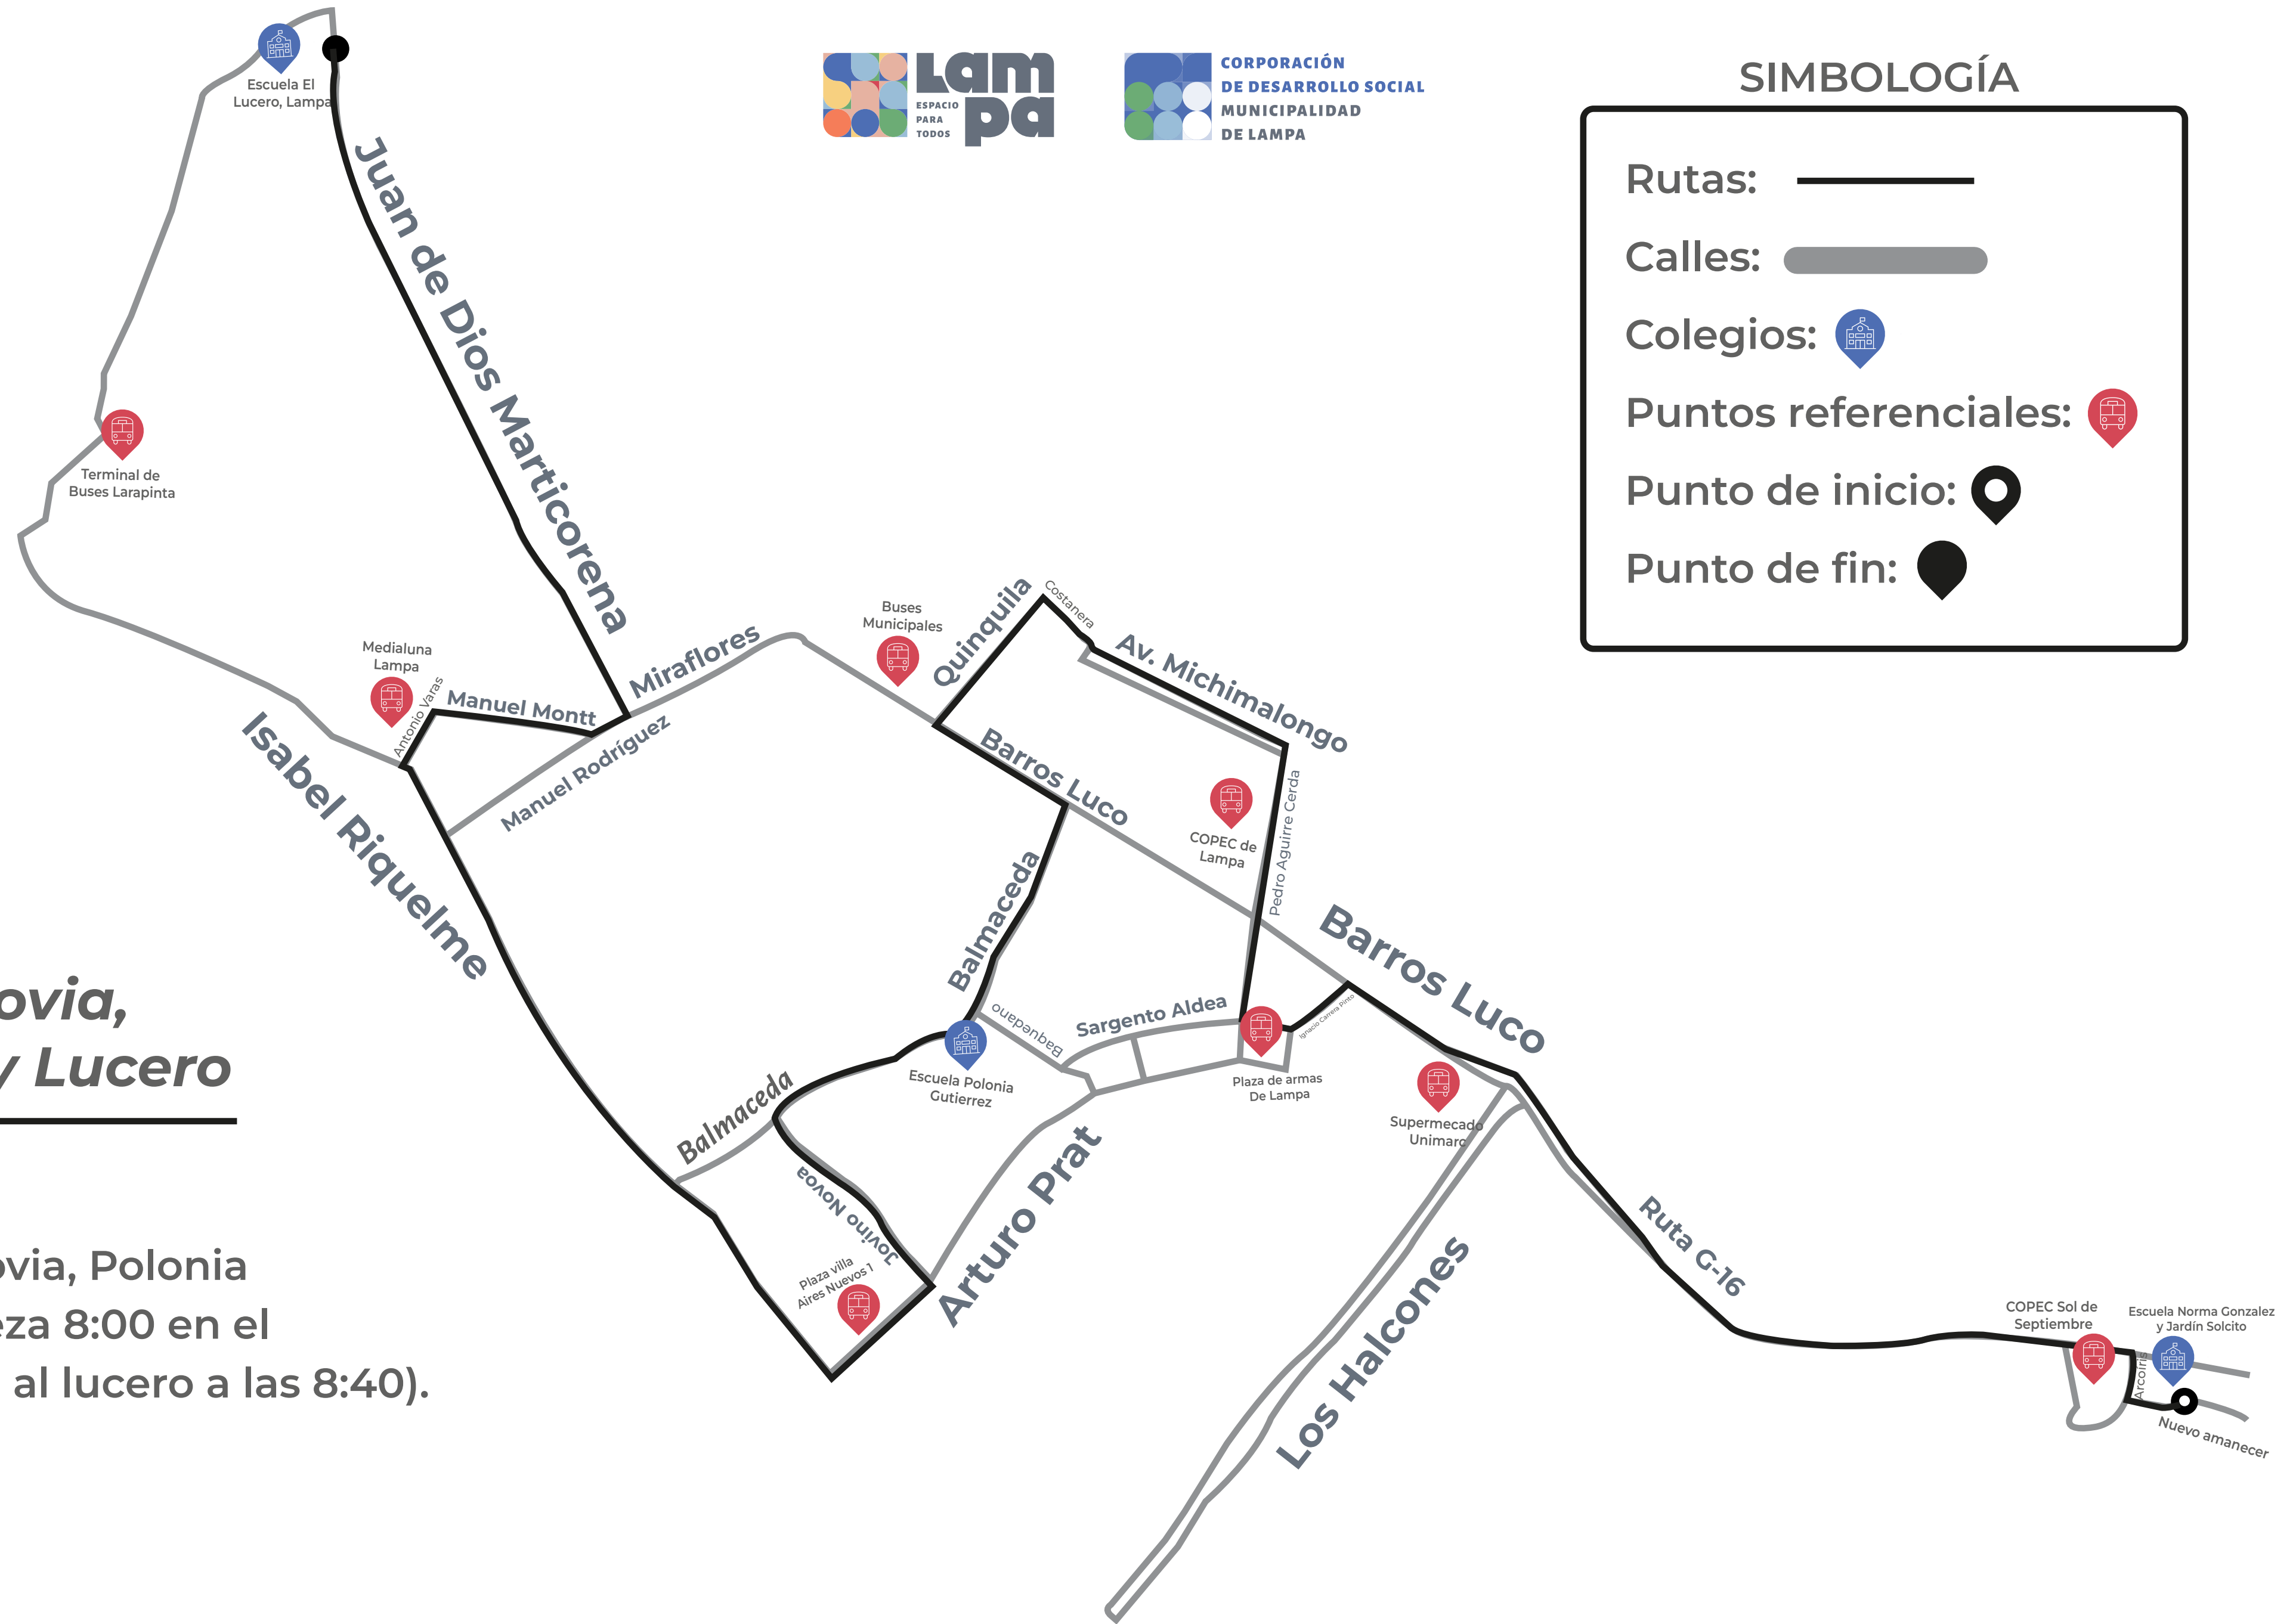 Escuela El
Lucero, Lampa
Lampa
ESPACIO
PARA
TODOS
CORPORACIÓN
DE DESARROLLO SOCIAL
MUNICIPALIDAD
DE LAMPA
SIMBOLOGÍA
Rutas:
Calles:
Colegios:
Puntos referenciales:
Punto de inicio:
Punto de fin:
Juan de Dios Marticorena
Terminal de
Buses Larapinta
Medialuna
Lampa
Antonio Varas
Manuel Montt
Miraflores
Manuel Rodríguez
Isabel Riquelme
Buses
Municipales
Quinquila
Costanera
Av. Michimalongo
Barros Luco
COPEC de
Lampa
Pedro Aguirre Cerda
Balmaceda
Baquedano
Sargento Aldea
Ignacio Carrera Pinto
Barros Luco
Escuela Polonia
Gutierrez
Plaza de armas
De Lampa
Supermecado
Unimarc
Balmaceda
Jovino Novoa
Plaza villa
Aires Nuevos 1
Arturo Prat
Los Halcones
Ruta G-16
COPEC Sol de
Septiembre
Escuela Norma Gonzalez
y Jardín Solcito
Arcoíris
Nuevo amanecer
ovia,
y Lucero
ovia, Polonia
eza 8:00 en el
al lucero a las 8:40).